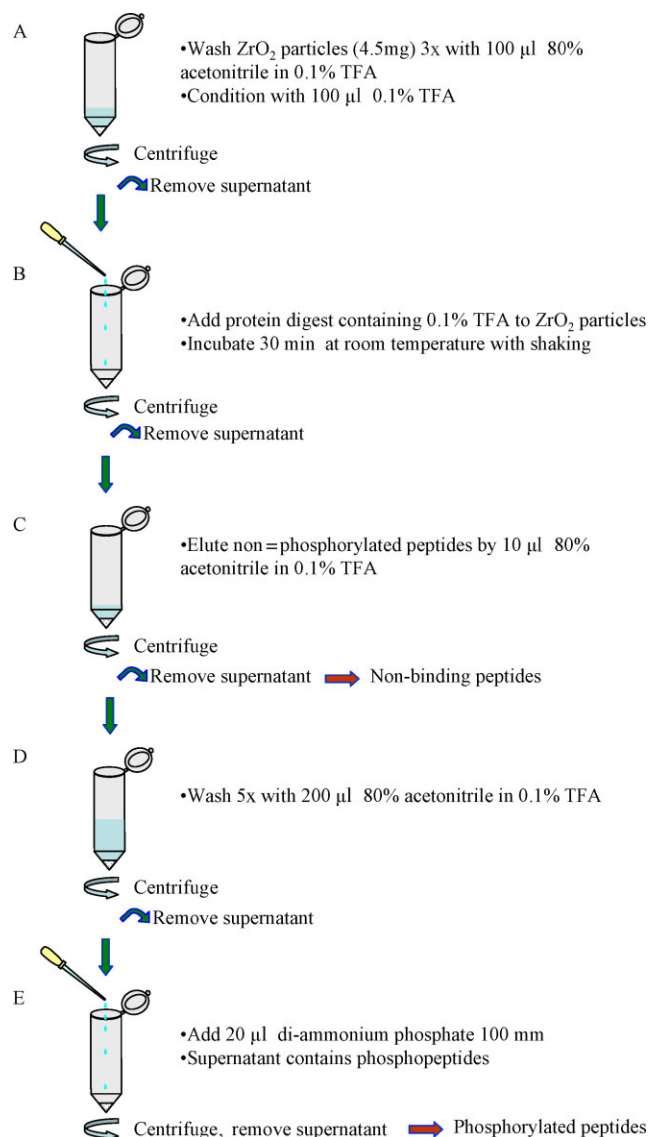 A
•Wash ZrO₂ particles (4.5mg) 3x with 100 µl 80%
acetonitrile in 0.1% TFA
•Condition with 100 µl 0.1% TFA
Centrifuge
Remove supernatant
B
•Add protein digest containing 0.1% TFA to ZrO₂ particles
•Incubate 30 min at room temperature with shaking
Centrifuge
Remove supernatant
C
•Elute non=phosphorylated peptides by 10 µl 80%
acetonitrile in 0.1% TFA
Centrifuge
Remove supernatant Non-binding peptides
D
•Wash 5x with 200 µl 80% acetonitrile in 0.1% TFA
Centrifuge
Remove supernatant
E
•Add 20 µl di-ammonium phosphate 100 mm
•Supernatant contains phosphopeptides
Centrifuge, remove supernatant Phosphorylated peptides